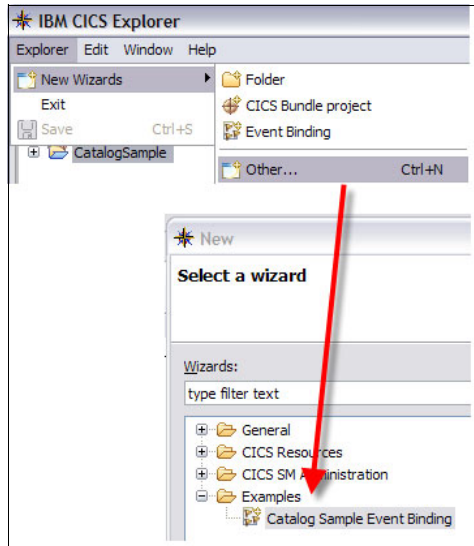 IBM CICS Explorer
Explorer Edit Window Help
New Wizards
Folder
Exit
CICS Bundle project
Save Ctrl+S
Event Binding
CatalogSample
Other... Ctrl+N
New
Select a wizard
Wizards:
type filter text
General
CICS Resources
CICS SM Administration
Examples
Catalog Sample Event Binding